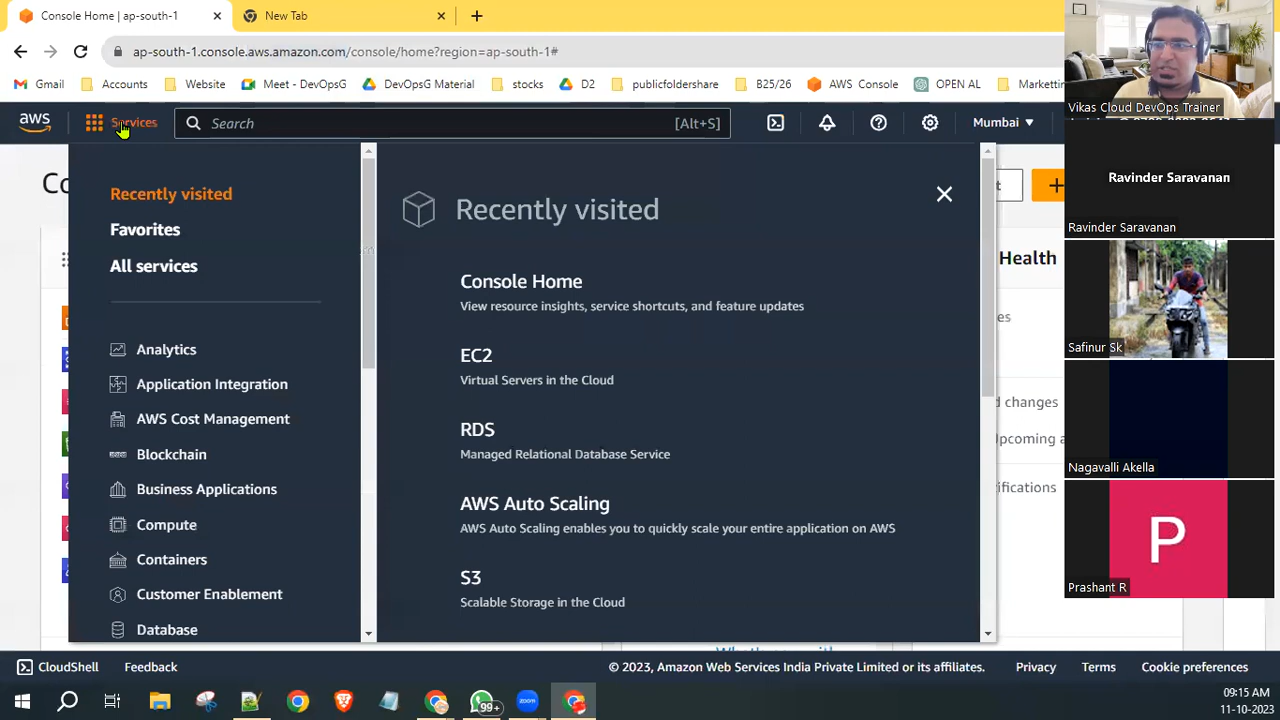 Console Home | ap-south-1
New Tab
ap-south-1.console.aws.amazon.com/console/home?region=ap-south-1#
Gmail
Accounts
Website
Meet - DevOpsG
DevOpsG Material
stocks
D2
publicfoldershare
B25/26
AWS Console
OPEN AL
Marketting
aws
Services
Search
[Alt+S]
Mumbai
Co
Recently visited
Favorites
All services
Analytics
Application Integration
AWS Cost Management
Blockchain
Business Applications
Compute
Containers
Customer Enablement
Database
Recently visited
Console Home
View resource insights, service shortcuts, and feature updates
EC2
Virtual Servers in the Cloud
RDS
Managed Relational Database Service
AWS Auto Scaling
AWS Auto Scaling enables you to quickly scale your entire application on AWS
S3
Scalable Storage in the Cloud
Health
d changes
pcoming
ifications
Vikas Cloud DevOps Trainer
Ravinder Saravanan
Ravinder Saravanan
Safinur Sk
Nagavalli Akella
P
Prashant R
CloudShell
Feedback
© 2023, Amazon Web Services India Private Limited or its affiliates.
Privacy
Terms
Cookie preferences
99+
zoom
09:15 AM
11-10-2023